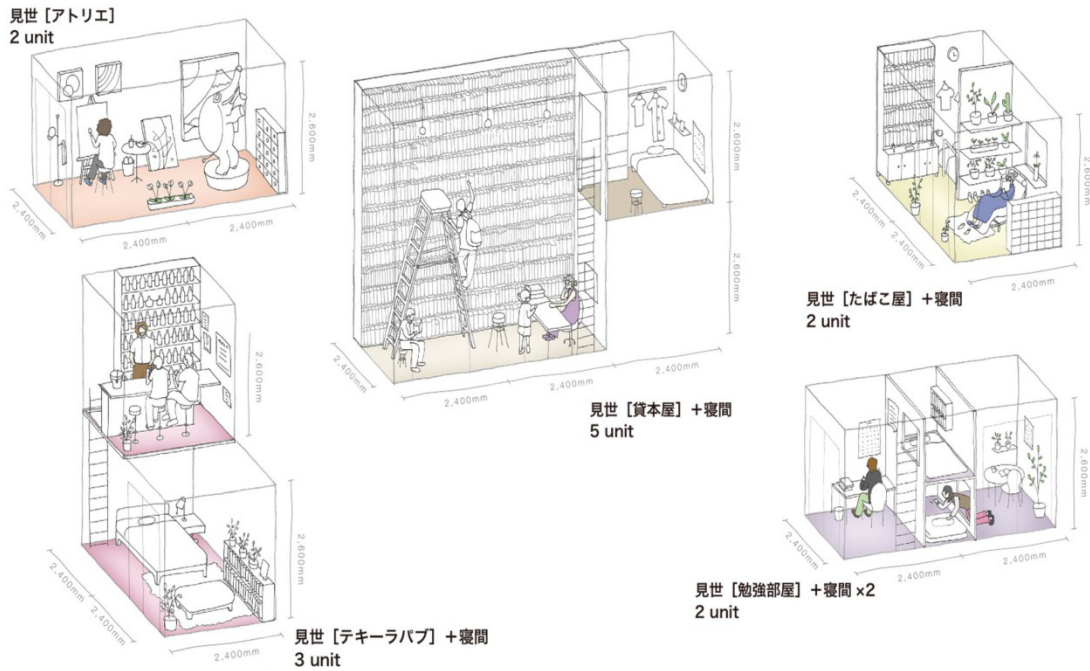 見世［アトリエ］
2 unit
2,600mm
2,400mm
2,400mm
2,400mm
2,600mm
2,600mm
2,400mm
2,400mm
2,400mm
2,400mm
見世［貸本屋］＋寝間
5 unit
2,600mm
2,400mm
2,400mm
2,400mm
見世［たばこ屋］＋寝間
2 unit
2,600mm
2,600mm
2,400mm
2,400mm
2,400mm
見世［テキーラパブ］＋寝間
3 unit
2,600mm
2,400mm
2,400mm
2,400mm
見世［勉強部屋］＋寝間×2
2 unit